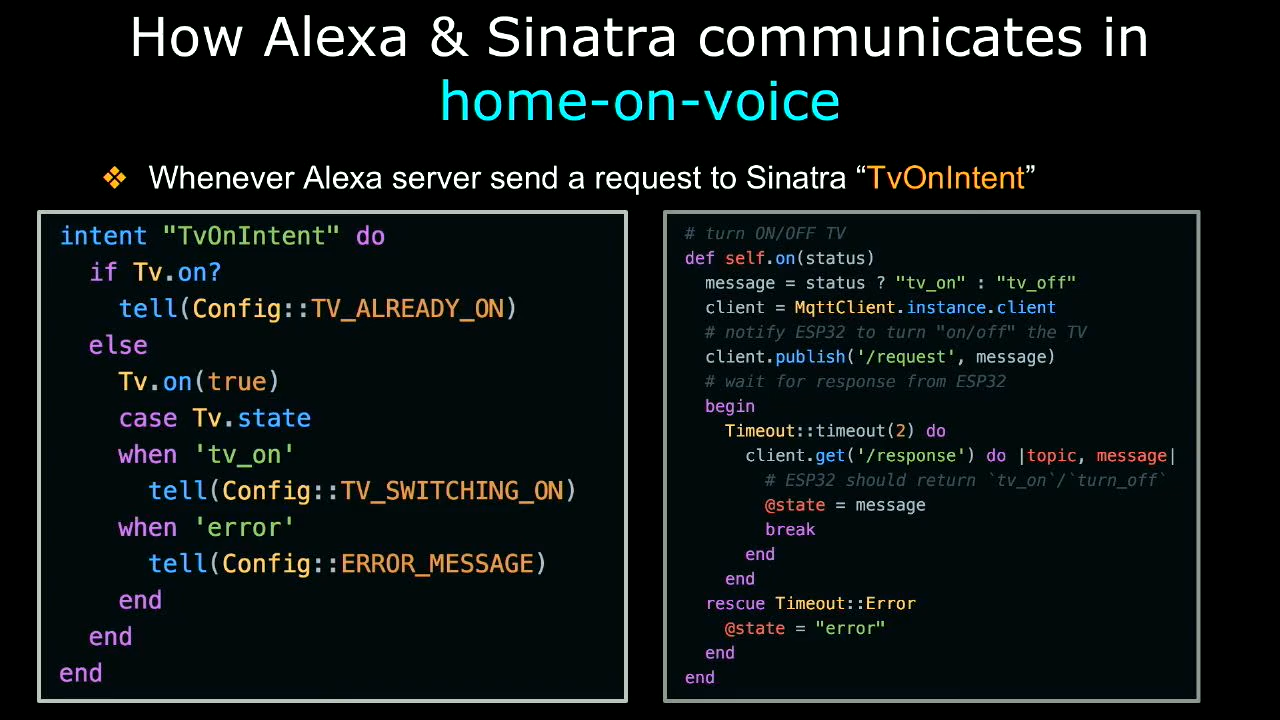 How Alexa & Sinatra communicates in
home-on-voice
❖ Whenever Alexa server send a request to Sinatra “TvOnIntent”
intent "TvOnIntent" do
  if Tv.on?
    tell(Config::TV_ALREADY_ON)
  else
    Tv.on(true)
    case Tv.state
    when 'tv_on'
      tell(Config::TV_SWITCHING_ON)
    when 'error'
      tell(Config::ERROR_MESSAGE)
    end
  end
end
# turn ON/OFF TV
def self.on(status)
  message = status ? "tv_on" : "tv_off"
  client = MqttClient.instance.client
  # notify ESP32 to turn "on/off" the TV
  client.publish('/request', message)
  # wait for response from ESP32
  begin
    Timeout::timeout(2) do
      client.get('/response') do |topic, message|
        # ESP32 should return `tv_on`/`turn_off`
        @state = message
        break
      end
    end
  rescue Timeout::Error
    @state = "error"
  end
end